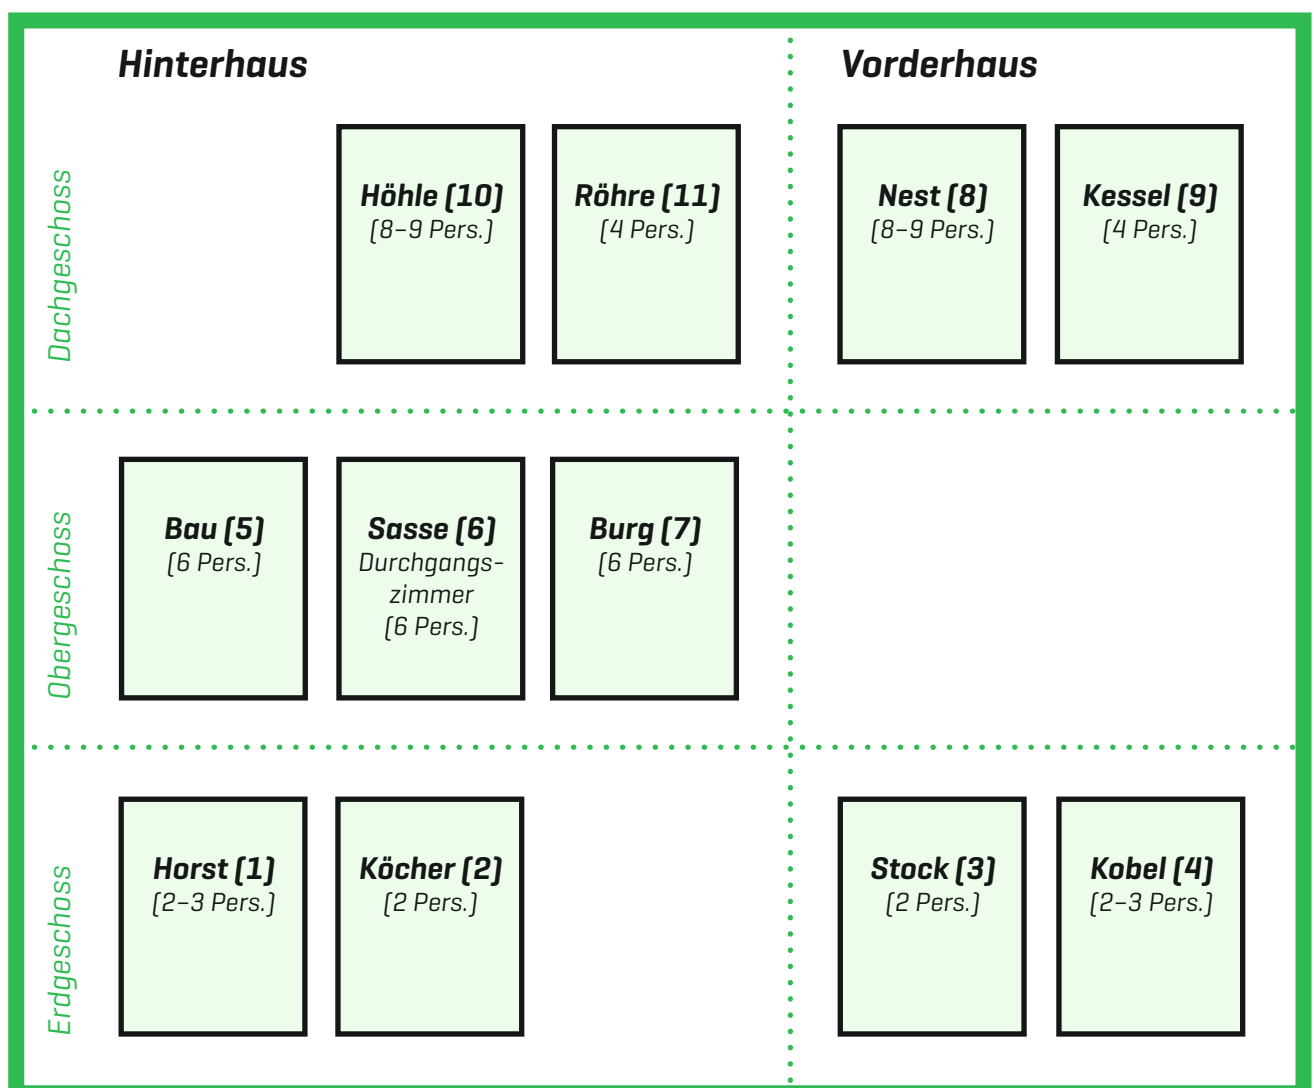 Hinterhaus
Vorderhaus
Dachgeschoss
Höhle (10)
(8–9 Pers.)
Röhre (11)
(4 Pers.)
Nest (8)
(8–9 Pers.)
Kessel (9)
(4 Pers.)
Obergeschoss
Bau (5)
(6 Pers.)
Sasse (6)
Durchgangs-
zimmer
(6 Pers.)
Burg (7)
(6 Pers.)
Erdgeschoss
Horst (1)
(2–3 Pers.)
Köcher (2)
(2 Pers.)
Stock (3)
(2 Pers.)
Kobel (4)
(2–3 Pers.)